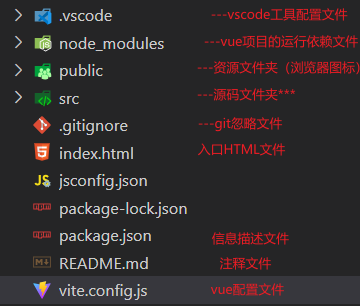 .vscode ---vscode工具配置文件
node_modules ---vue项目的运行依赖文件
public ---资源文件夹（浏览器图标）
src ---源码文件夹***
.gitignore ---git忽略文件
index.html 入口HTML文件
jsconfig.json
package-lock.json
package.json 信息描述文件
README.md 注释文件
vite.config.js vue配置文件